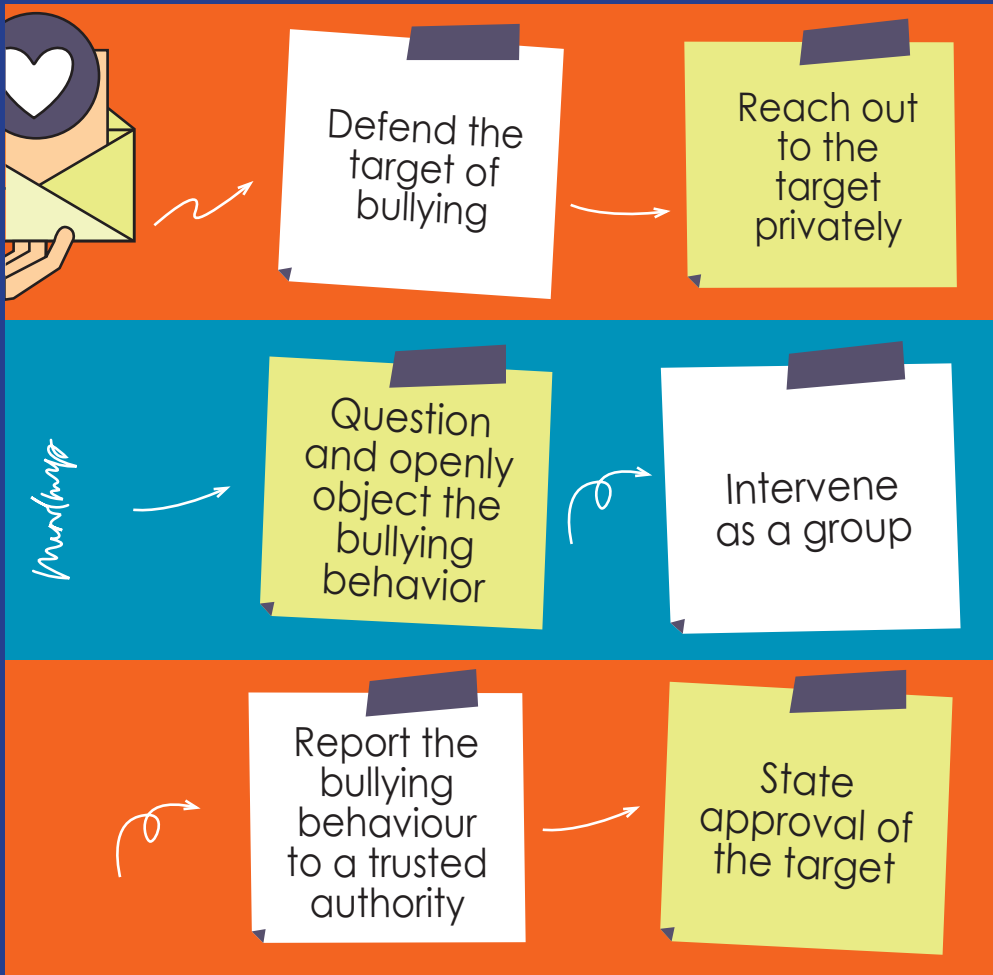 Defend the
target of
bullying
Reach out
to the
target
privately
Question
and openly
object the
bullying
behavior
Intervene
as a group
Report the
bullying
behaviour
to a trusted
authority
State
approval of
the target